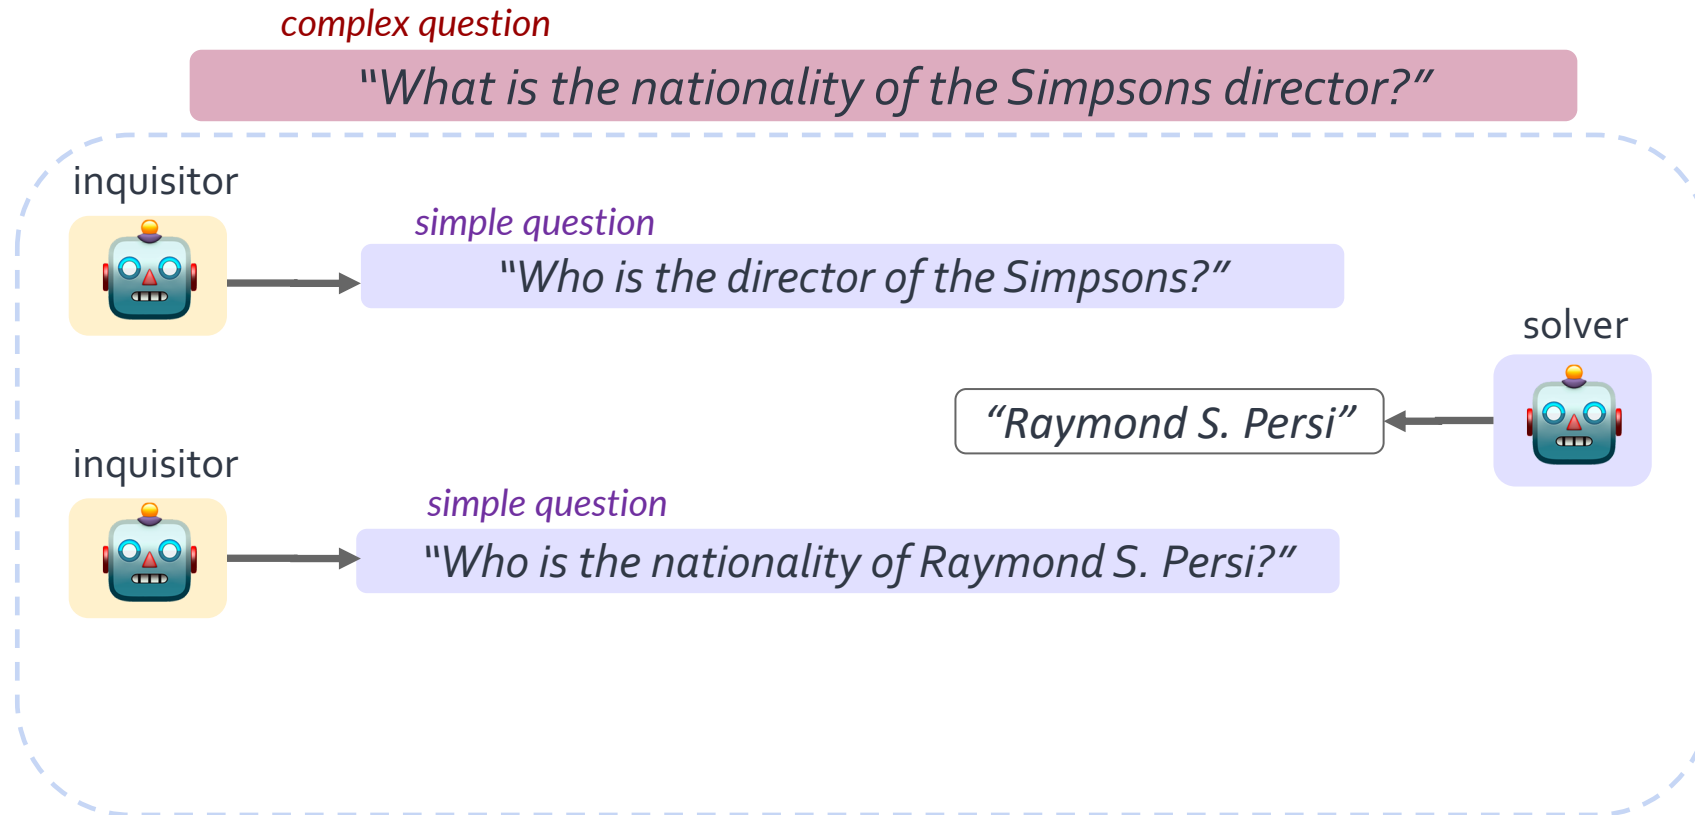 complex question
“What is the nationality of the Simpsons director?”
inquisitor
simple question
“Who is the director of the Simpsons?”
solver
“Raymond S. Persi”
inquisitor
simple question
“Who is the nationality of Raymond S. Persi?”